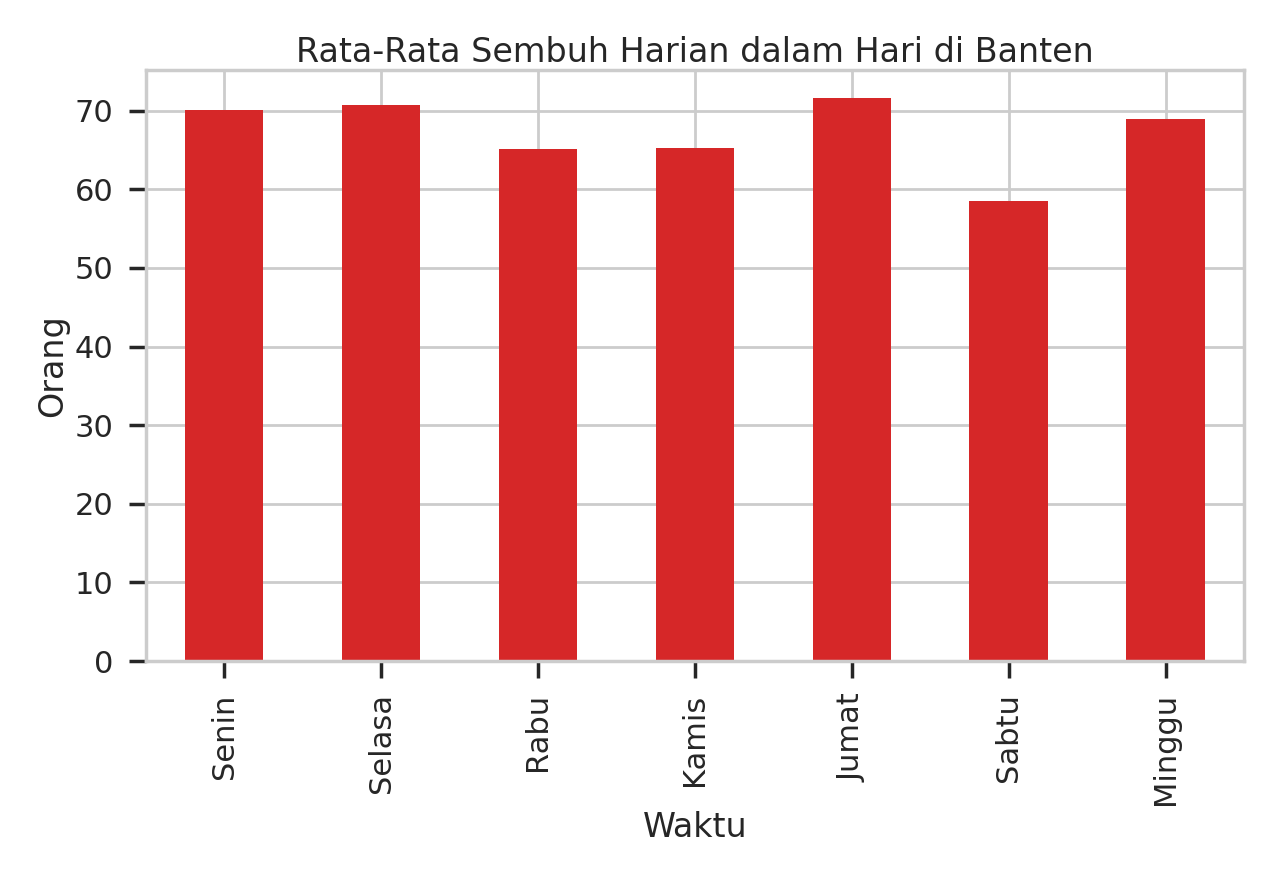 Rata-Rata Sembuh Harian dalam Hari di Banten
Orang
70
60
50
40
30
20
10
0
Senin
Selasa
Rabu
Kamis
Jumat
Sabtu
Minggu
Waktu